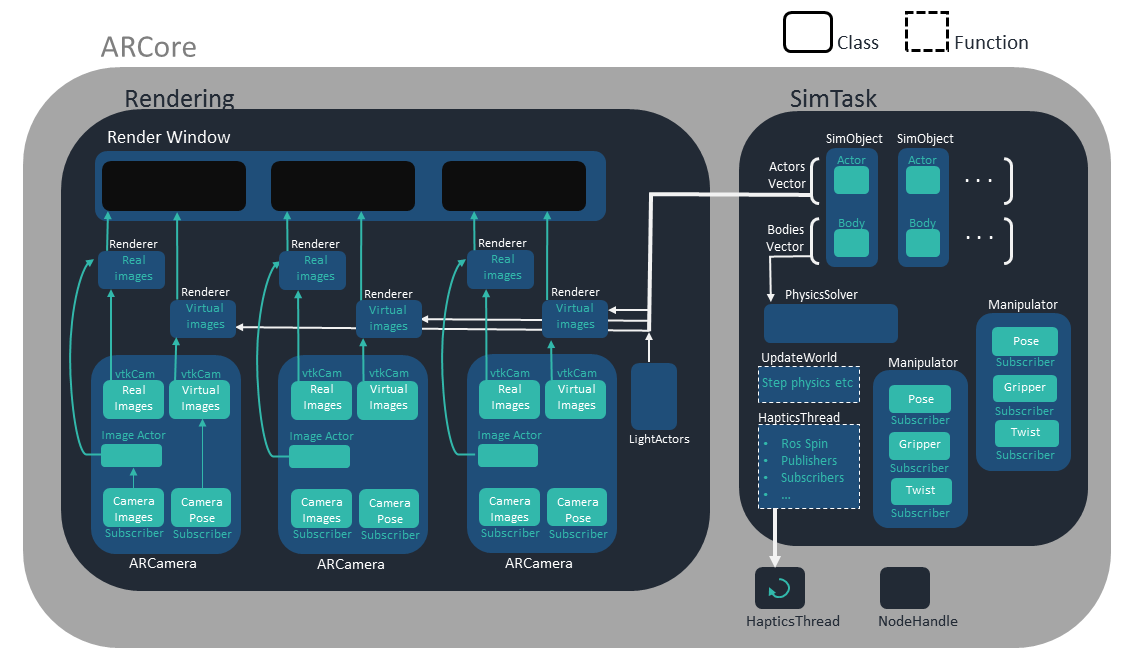 ARCore
Class
Function
Rendering
Render Window
Renderer
Real
images
Renderer
Virtual
images
Renderer
Real
images
Renderer
Virtual
images
Renderer
Real
images
Renderer
Virtual
images
vtkCam
vtkCam
Real
Images
Virtual
Images
Image Actor
Camera
Images
Camera
Pose
Subscriber
Subscriber
ARCamera
vtkCam
vtkCam
Real
Images
Virtual
Images
Image Actor
Camera
Images
Camera
Pose
Subscriber
Subscriber
ARCamera
vtkCam
vtkCam
Real
Images
Virtual
Images
Image Actor
Camera
Images
Camera
Pose
Subscriber
Subscriber
ARCamera
LightActors
SimTask
SimObject
SimObject
Actors
Vector
Actor
Actor
. . .
Bodies
Vector
Body
Body
. . .
PhysicsSolver
UpdateWorld
Step physics etc
HapticsThread
• Ros Spin
• Publishers
• Subscribers
• ...
Manipulator
Pose
Subscriber
Gripper
Subscriber
Twist
Subscriber
Manipulator
Pose
Subscriber
Gripper
Subscriber
Twist
Subscriber
HapticsThread
NodeHandle